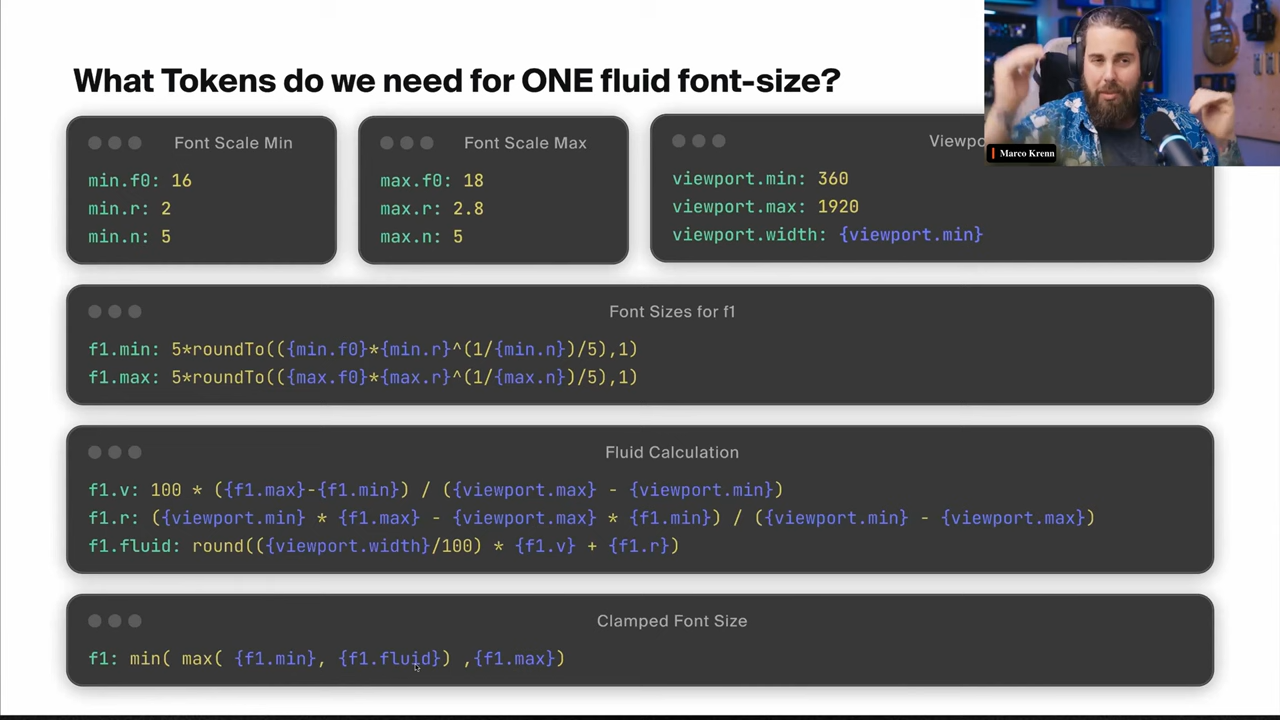 What Tokens do we need for ONE fluid font-size?
Font Scale Min
min.f0: 16
min.r: 2
min.n: 5
Font Scale Max
max.f0: 18
max.r: 2.8
max.n: 5
viewport.min: 360
viewport.max: 1920
viewport.width: {viewport.min}
Marco Krenn
Font Sizes for f1
f1.min: 5*roundTo(({min.f0}*{min.r}^(1/{min.n})/5),1)
f1.max: 5*roundTo(({max.f0}*{max.r}^(1/{max.n})/5),1)
Fluid Calculation
f1.v: 100 * ({f1.max}-{f1.min}) / ({viewport.max} - {viewport.min})
f1.r: ({viewport.min} * {f1.max} - {viewport.max} * {f1.min}) / ({viewport.min} - {viewport.max})
f1.fluid: round(({viewport.width}/100) * {f1.v} + {f1.r})
Clamped Font Size
f1: min( max( {f1.min}, {f1.fluid}) ,{f1.max})